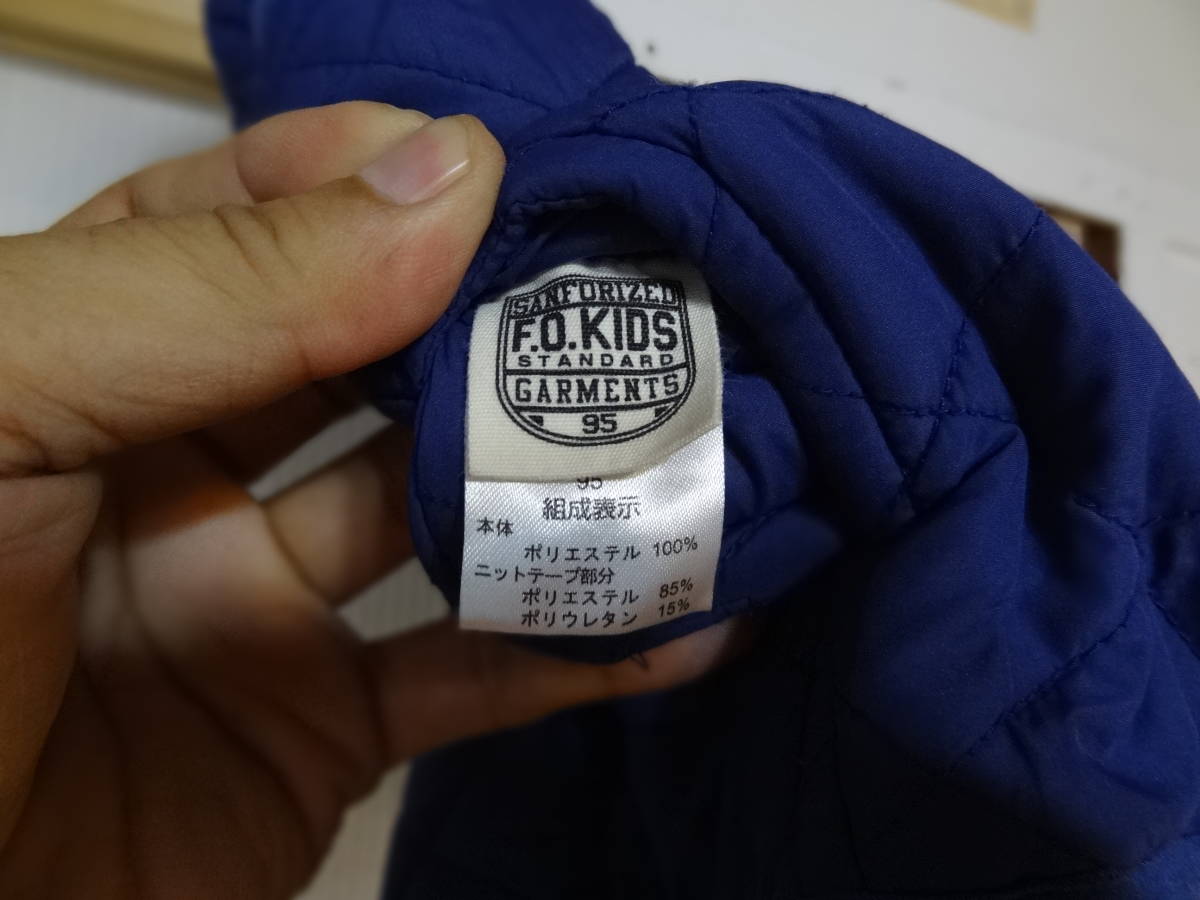 SANFORIZED
F.O.KIDS
STANDARD
GARMENTS
95
95
組成表示
本体
ポリエステル 100%
ニットテープ部分
ポリエステル 85%
ポリウレタン 15%